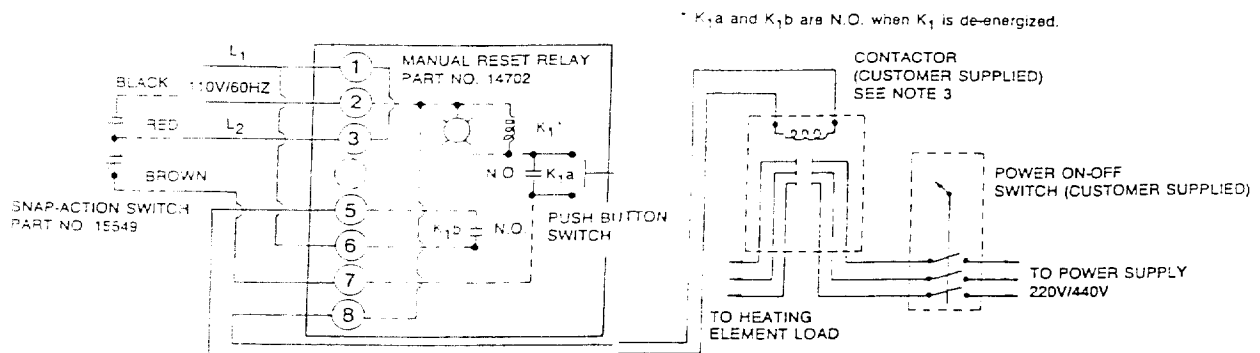 * K₁a and K₁b are N.O. when K₁ is de-energized.
L₁
BLACK
110V/60HZ
RED
L₂
BROWN
SNAP-ACTION SWITCH
PART NO. 15549
1
2
3
5
6
7
8
MANUAL RESET RELAY
PART NO. 14702
K₁*
N.O.
K₁a
PUSH BUTTON
SWITCH
K₁b
N.O.
CONTACTOR
(CUSTOMER SUPPLIED)
SEE NOTE 3
POWER ON-OFF
SWITCH (CUSTOMER SUPPLIED)
TO POWER SUPPLY
220V/440V
TO HEATING
ELEMENT LOAD